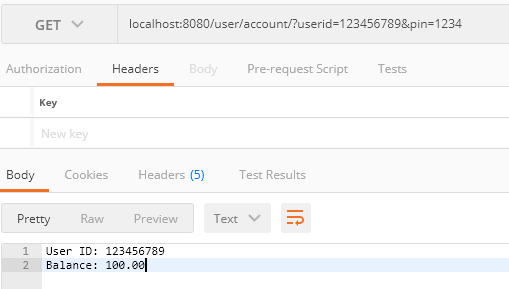 GET localhost:8080/user/account/?userid=123456789&pin=1234
Authorization Headers Body Pre-request Script Tests
Key
New key
Body Cookies Headers (5) Test Results
Pretty Raw Preview Text
1 User ID: 123456789
2 Balance: 100.00